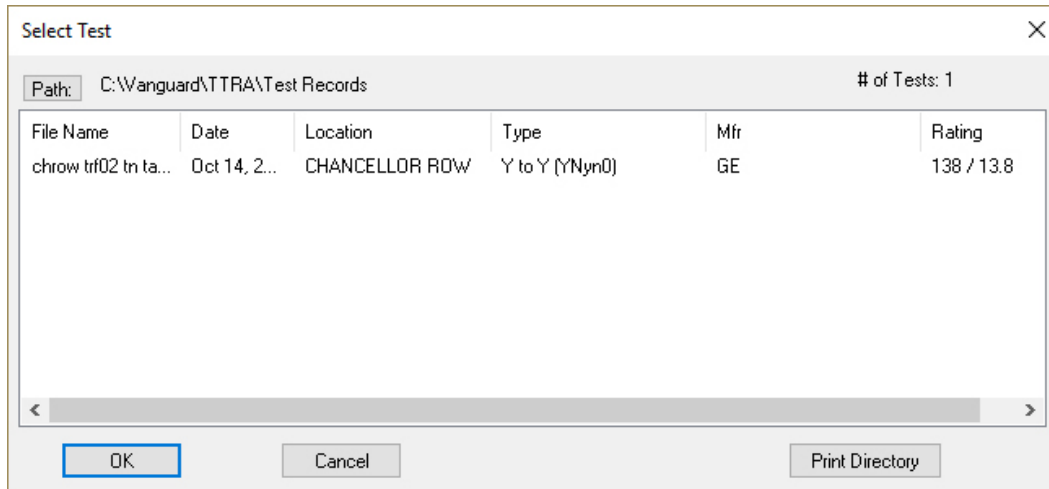 Select Test
Path: C:\Vanguard\TTRA\Test Records # of Tests: 1
File Name Date Location Type Mfr Rating
chrow trf02 tn ta... Oct 14, 2... CHANCELLOR ROW Y to Y (YNyn0) GE 138 / 13.8
OK Cancel Print Directory